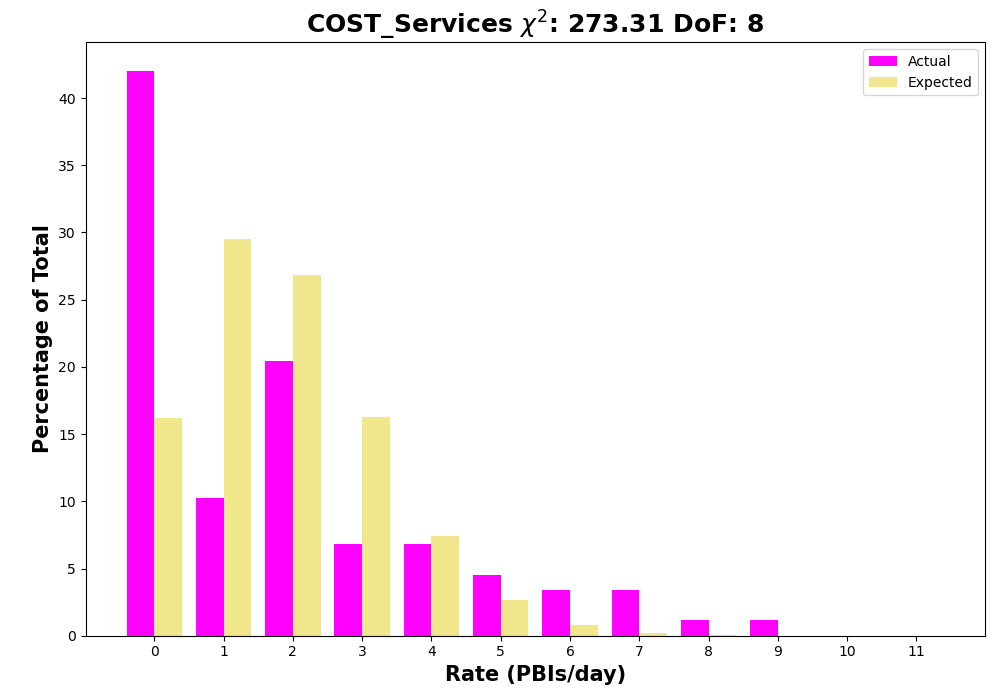 COST_Services χ²: 273.31 DoF: 8
Actual
Expected
40
35
30
25
20
15
10
5
0
Percentage of Total
0 1 2 3 4 5 6 7 8 9 10 11
Rate (PBIs/day)